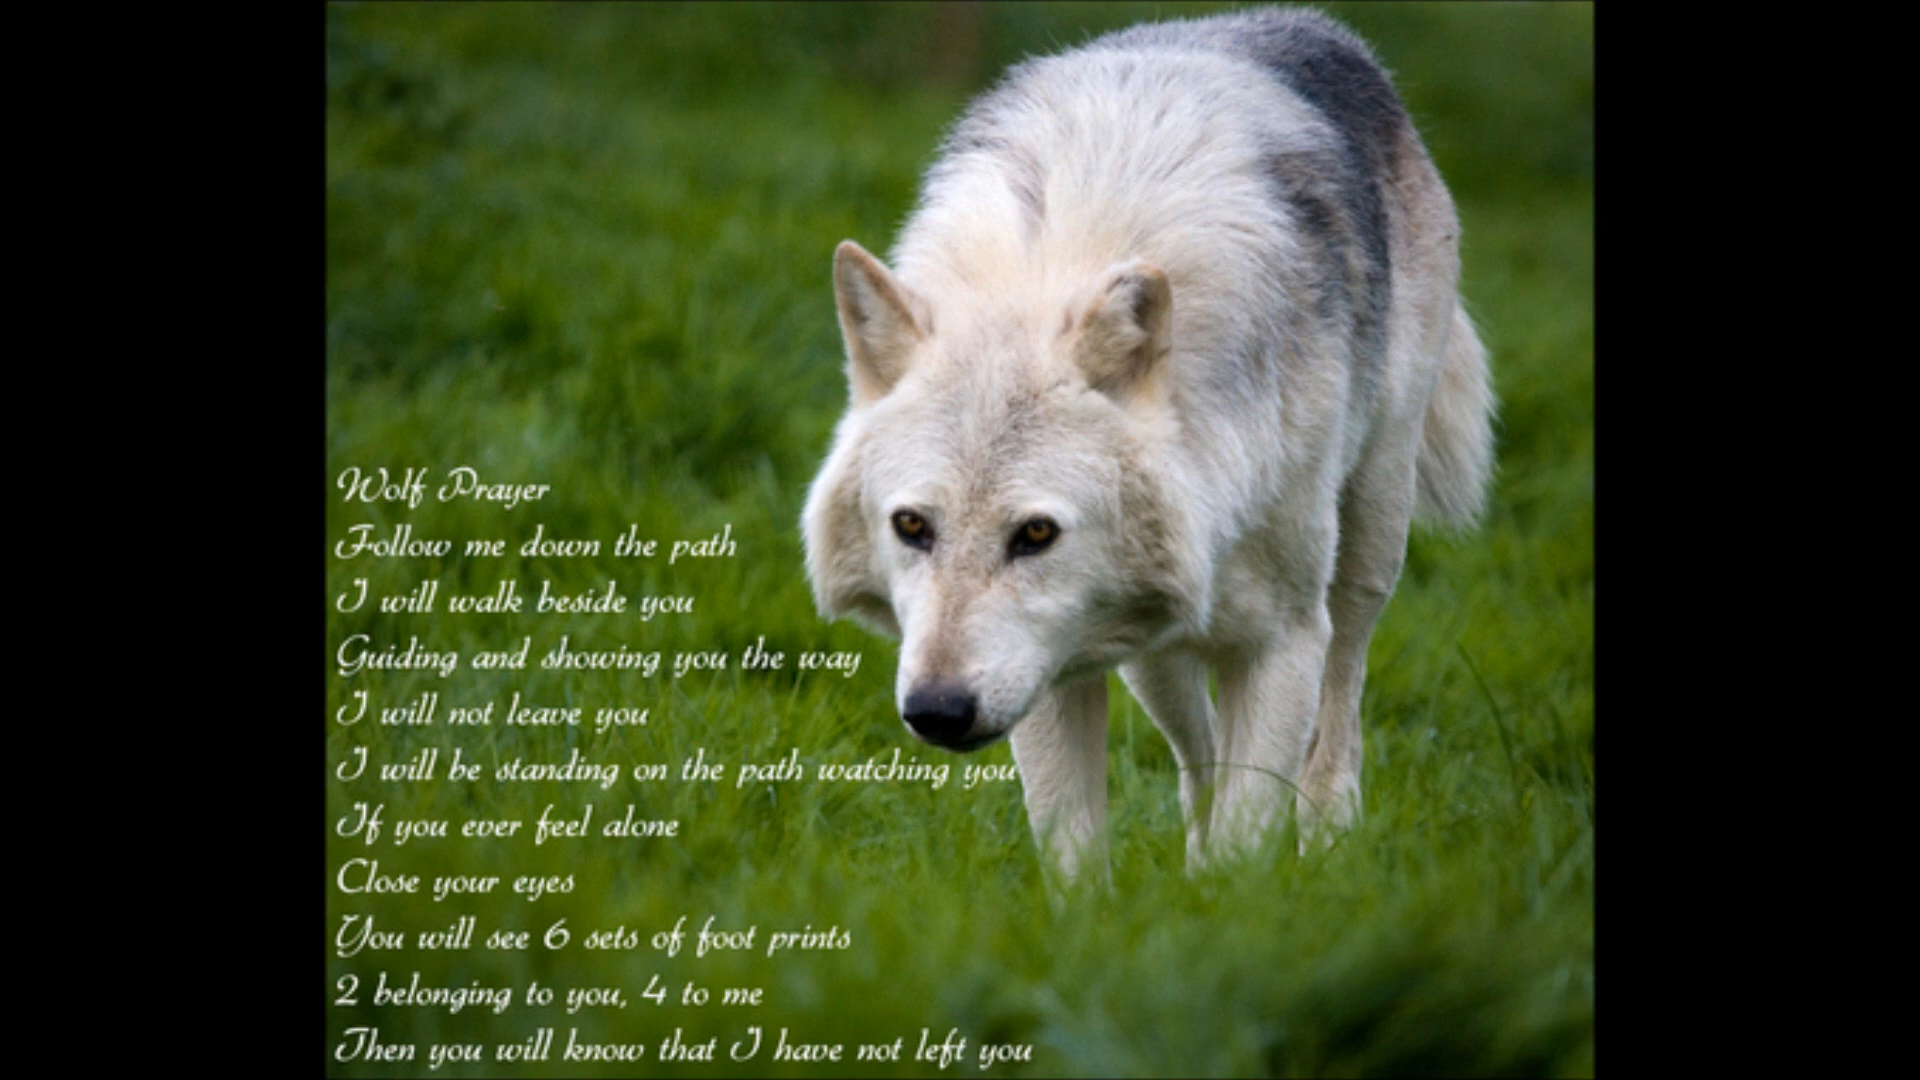 Wolf Prayer
Follow me down the path
I will walk beside you
Guiding and showing you the way
I will not leave you
I will be standing on the path watching you
If you ever feel alone
Close your eyes
You will see 6 sets of foot prints
2 belonging to you, 4 to me
Then you will know that I have not left you